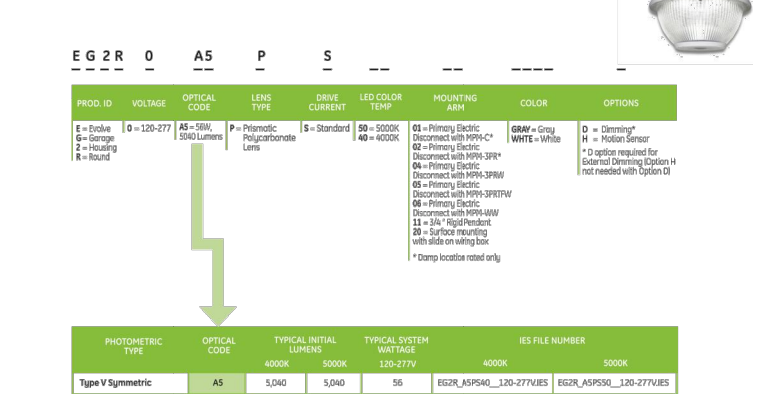 E G 2 R 0 A5 P S __ __ ____ _
PROD. ID VOLTAGE OPTICAL CODE LENS TYPE DRIVE CURRENT LED COLOR TEMP MOUNTING ARM COLOR OPTIONS
E = Evolve
G = Garage
2 = Housing
R = Round
0 = 120-277
A5 = 56W,
5040 Lumens
P = Prismatic
Polycarbonate
Lens
S = Standard
50 = 5000K
40 = 4000K
01 = Primary Electric
Disconnect with MPM-C*
02 = Primary Electric
Disconnect with MPM-3PR*
04 = Primary Electric
Disconnect with MPM-3PRW
05 = Primary Electric
Disconnect with MPM-3PRTFW
06 = Primary Electric
Disconnect with MPM-WW
11 = 3/4 " Rigid Pendant
20 = Surface mounting
with slide on wiring box
* Damp location rated only
GRAY = Gray
WHTE = White
D = Dimming*
H = Motion Sensor
* D option required for
External Dimming (Option H
not needed with Option D)
PHOTOMETRIC TYPE OPTICAL CODE TYPICAL INITIAL LUMENS TYPICAL SYSTEM WATTAGE IES FILE NUMBER
4000K 5000K 120-277V 4000K 5000K
Type V Symmetric A5 5,040 5,040 56 EG2R_A5PS40__120-277V.IES EG2R_A5PS50__120-277V.IES